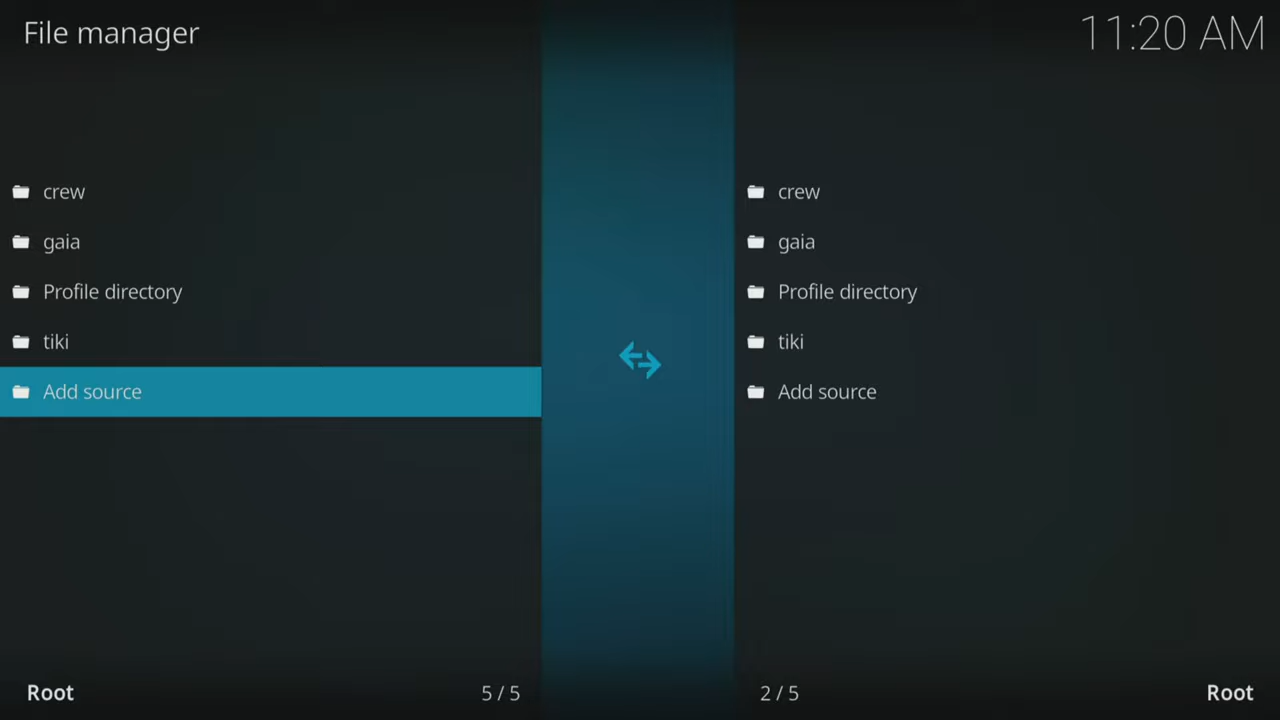 File manager
11:20 AM
crew
gaia
Profile directory
tiki
Add source
crew
gaia
Profile directory
tiki
Add source
Root
5 / 5
2 / 5
Root